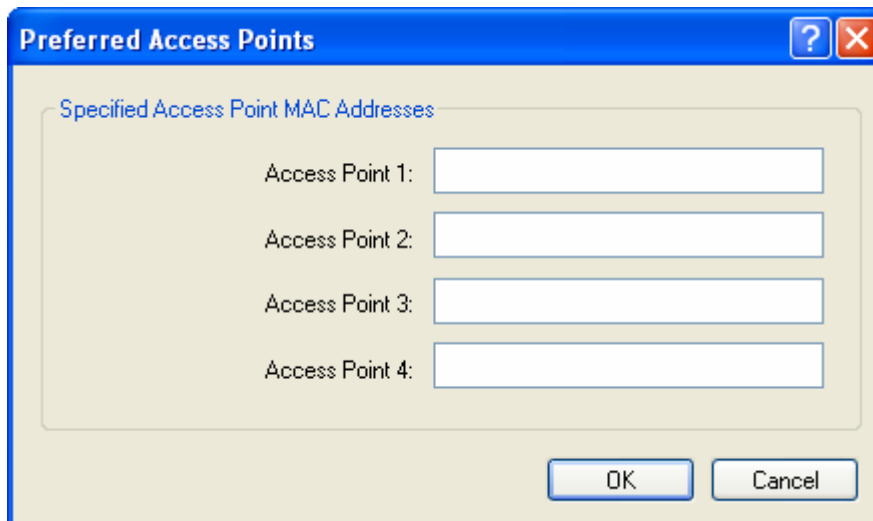 Preferred Access Points
?
Specified Access Point MAC Addresses
Access Point 1:
Access Point 2:
Access Point 3:
Access Point 4:
OK
Cancel